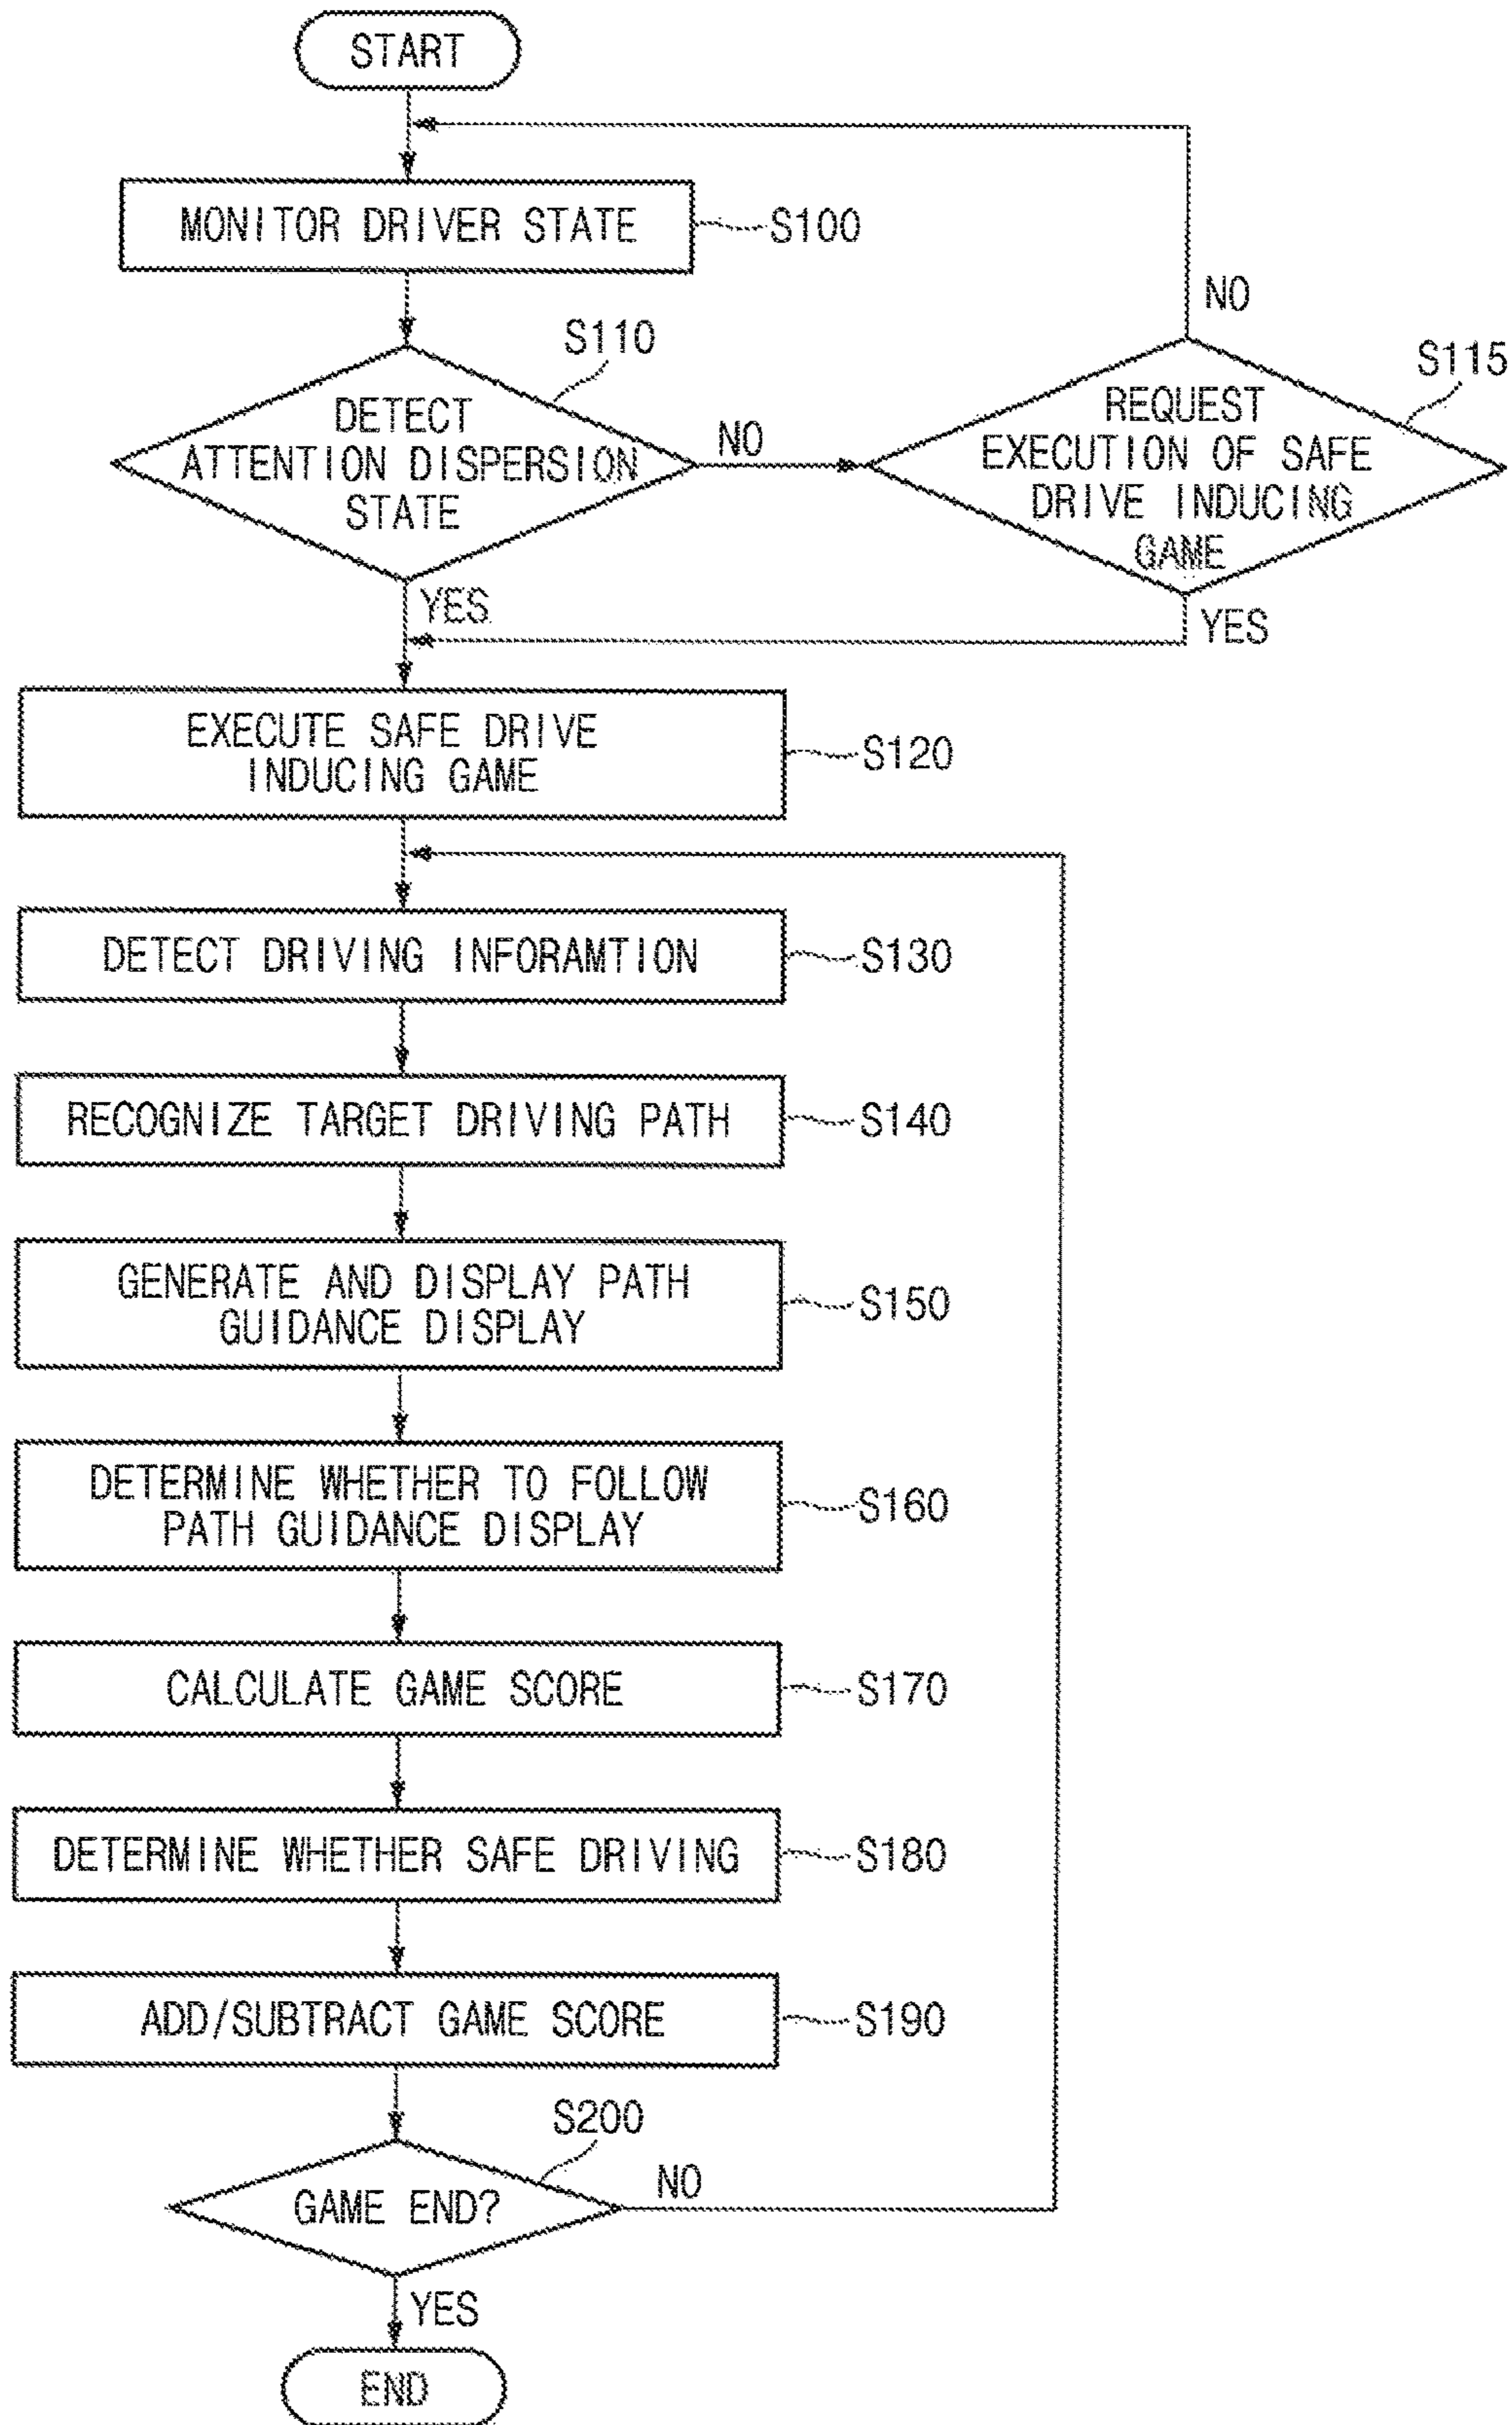 START
MONITOR DRIVER STATE
S100
NO
S110
S115
DETECT
ATTENTION DISPERSION
STATE
NO
REQUEST
EXECUTION OF SAFE
DRIVE INDUCING
GAME
YES
YES
EXECUTE SAFE DRIVE
INDUCING GAME
S120
DETECT DRIVING INFORAMTION
S130
RECOGNIZE TARGET DRIVING PATH
S140
GENERATE AND DISPLAY PATH
GUIDANCE DISPLAY
S150
DETERMINE WHETHER TO FOLLOW
PATH GUIDANCE DISPLAY
S160
CALCULATE GAME SCORE
S170
DETERMINE WHETHER SAFE DRIVING
S180
ADD/SUBTRACT GAME SCORE
S190
S200
GAME END?
NO
YES
END